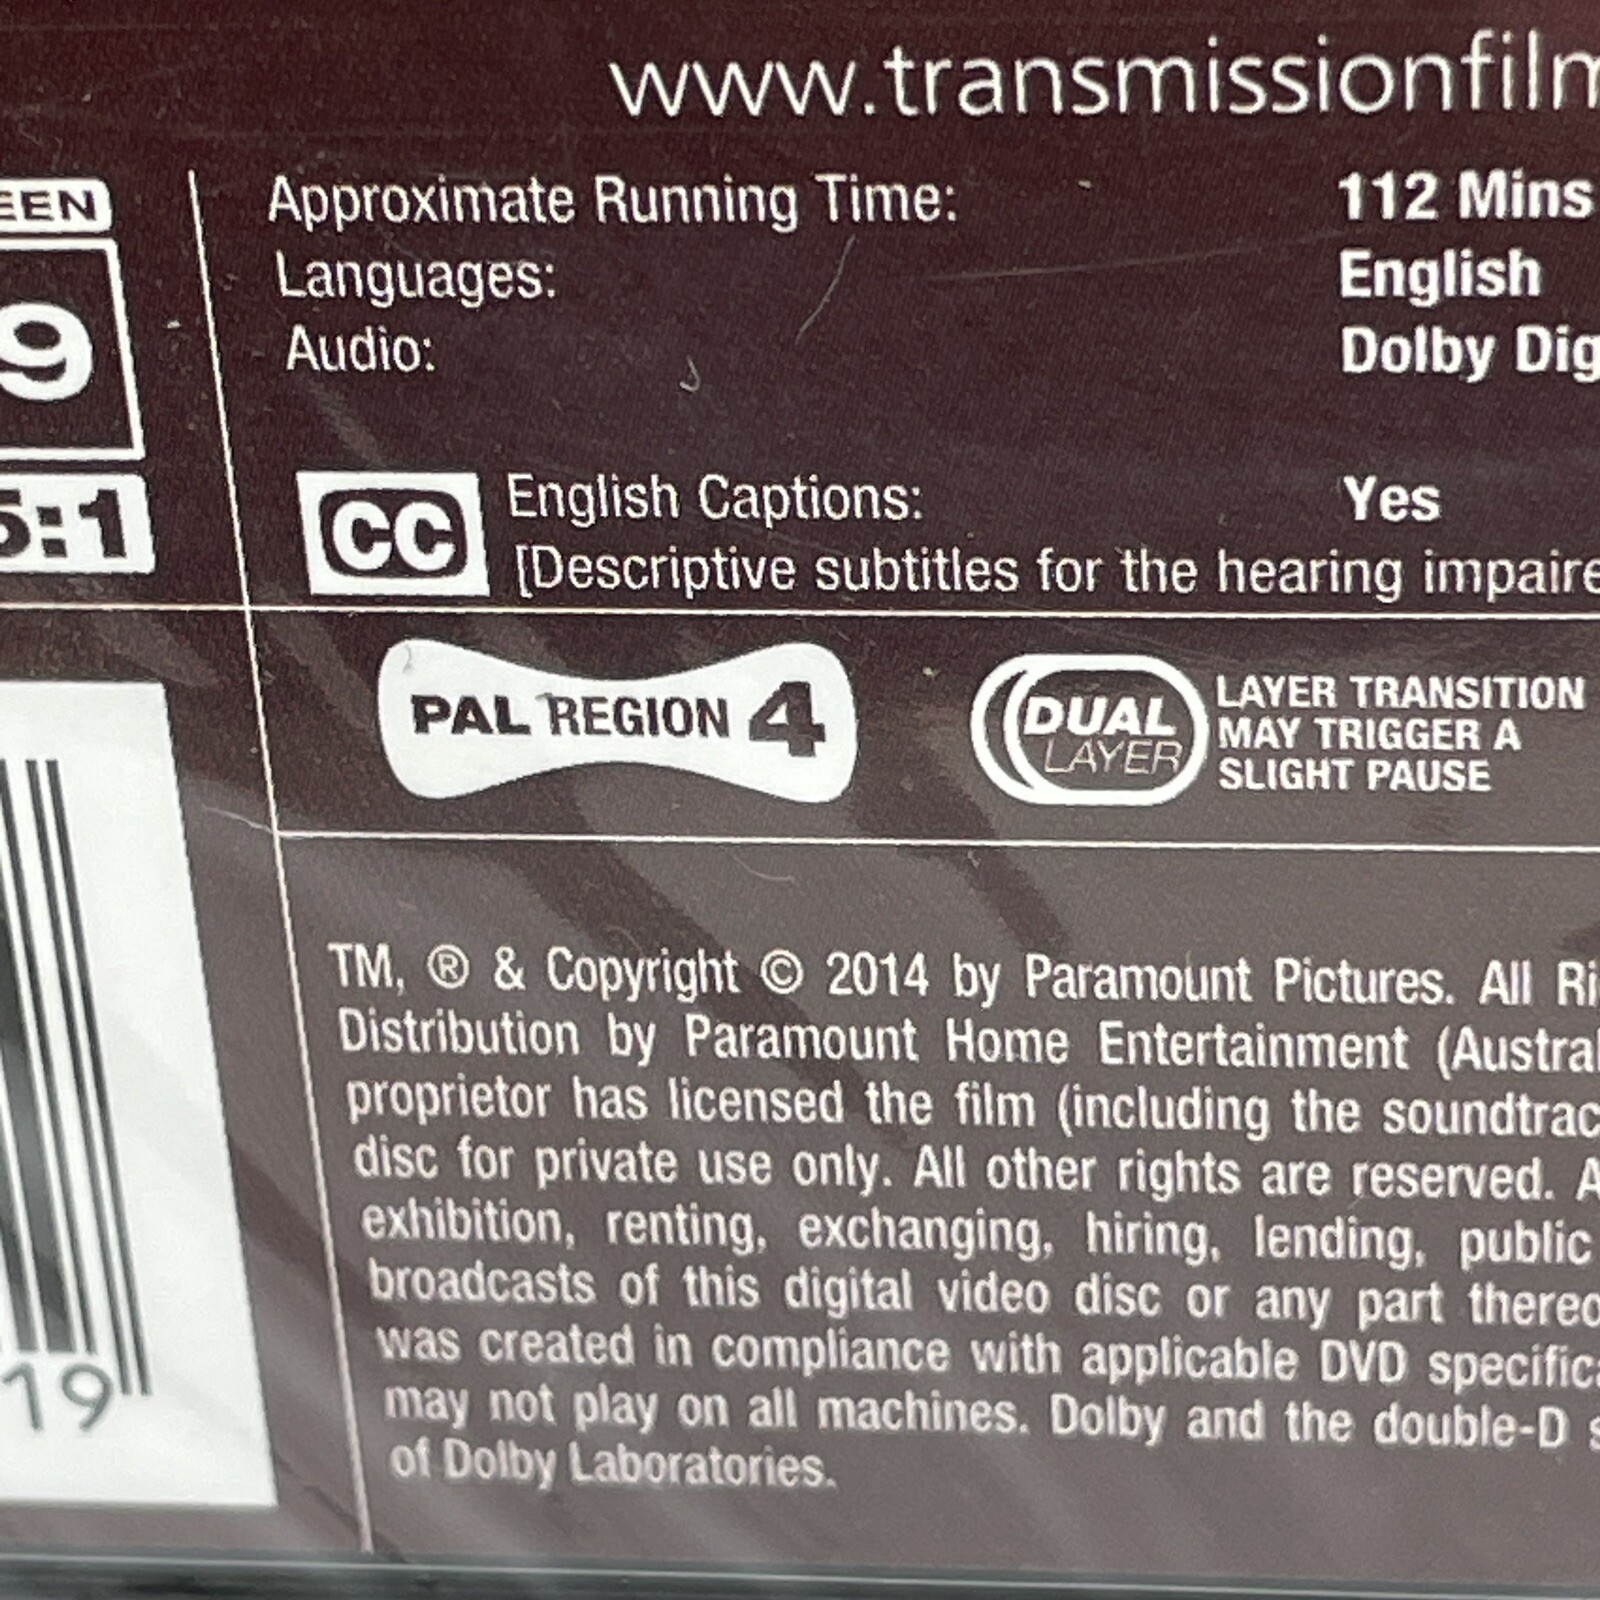 www.transmissionfilm
Approximate Running Time: 112 Mins
Languages: English
Audio: Dolby Dig
EEN
9
5:1
CC English Captions: Yes
[Descriptive subtitles for the hearing impaire
PAL REGION 4
DUAL LAYER
LAYER TRANSITION
MAY TRIGGER A
SLIGHT PAUSE
TM, ® & Copyright © 2014 by Paramount Pictures. All Ri
Distribution by Paramount Home Entertainment (Austral
proprietor has licensed the film (including the soundtrac
disc for private use only. All other rights are reserved. A
exhibition, renting, exchanging, hiring, lending, public
broadcasts of this digital video disc or any part thereo
was created in compliance with applicable DVD specifica
may not play on all machines. Dolby and the double-D s
of Dolby Laboratories.
19